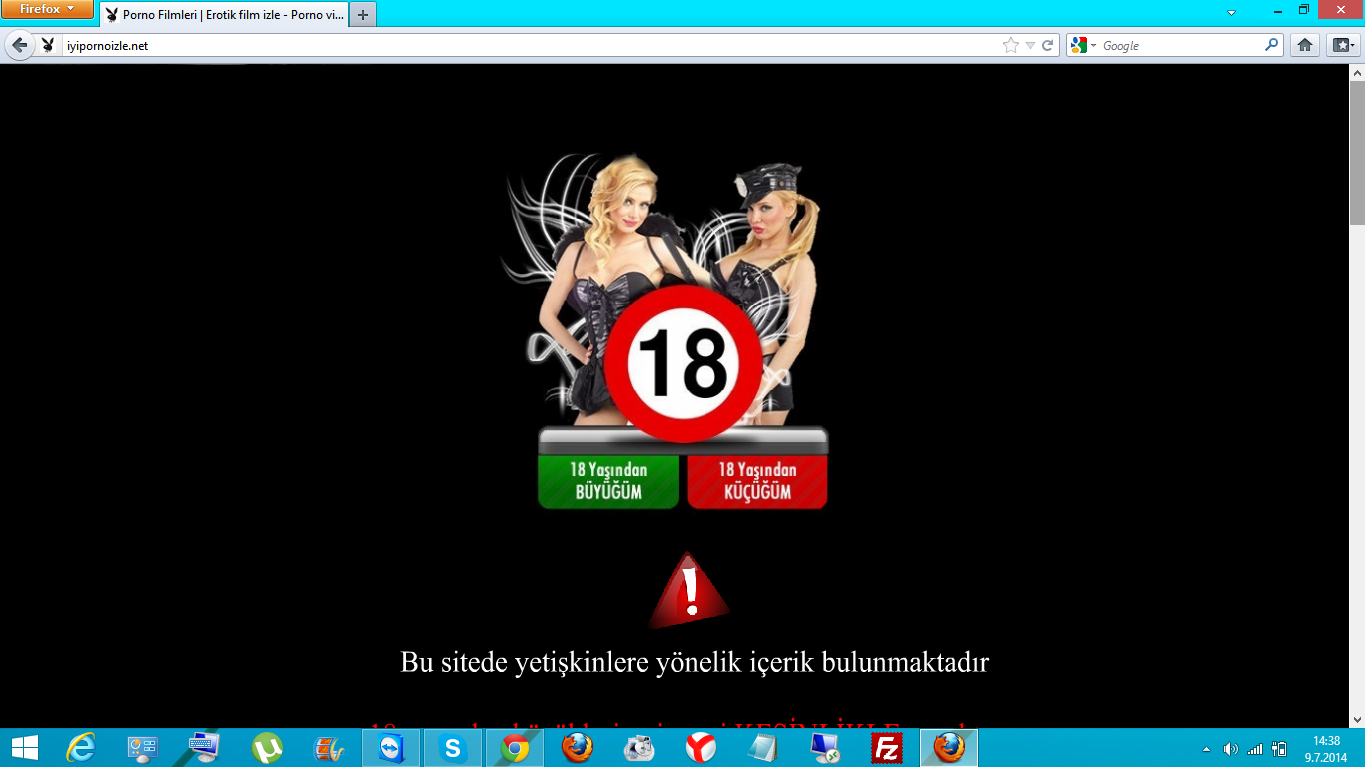 Firefox
Porno Filmleri | Erotik film izle - Porno vi...
iyipornoizle.net
Google
18
18 Yaşından
BÜYÜĞÜM
18 Yaşından
KÜÇÜĞÜM
!
Bu sitede yetişkinlere yönelik içerik bulunmaktadır
14:38
9.7.2014